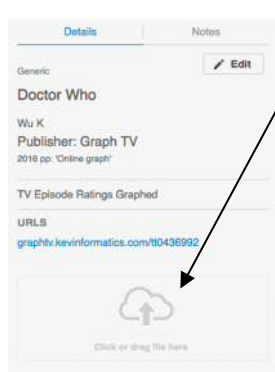 Details
Notes
Edit
Generic
Doctor Who
Wu K
Publisher: Graph TV
2016 pp: 'Online graph'
TV Episode Ratings Graphed
URLS
graphtv.kevinformatics.com/tt0436992
Click or drag file here